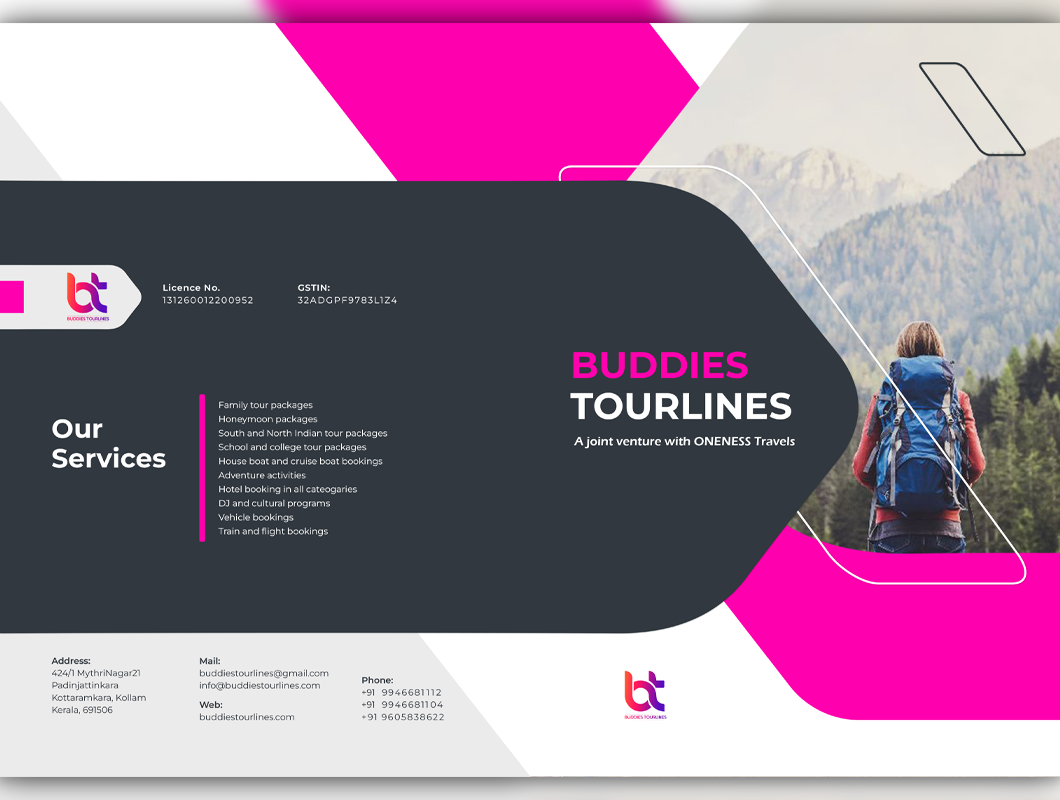 bt
BUDDIES TOURLINES
Licence No.
131260012200952
GSTIN:
32ADGPF9783L1Z4
Our
Services
Family tour packages
Honeymoon packages
South and North Indian tour packages
School and college tour packages
House boat and cruise boat bookings
Adventure activities
Hotel booking in all cateogaries
DJ and cultural programs
Vehicle bookings
Train and flight bookings
BUDDIES
TOURLINES
A joint venture with ONENESS Travels
Address:
424/1 MythriNagar21
Padinjattinkara
Kottaramkara, Kollam
Kerala, 691506
Mail:
buddiestourlines@gmail.com
info@buddiestourlines.com
Web:
buddiestourlines.com
Phone:
+91 9946681112
+91 9946681104
+91 9605838622
bt
BUDDIES TOURLINES